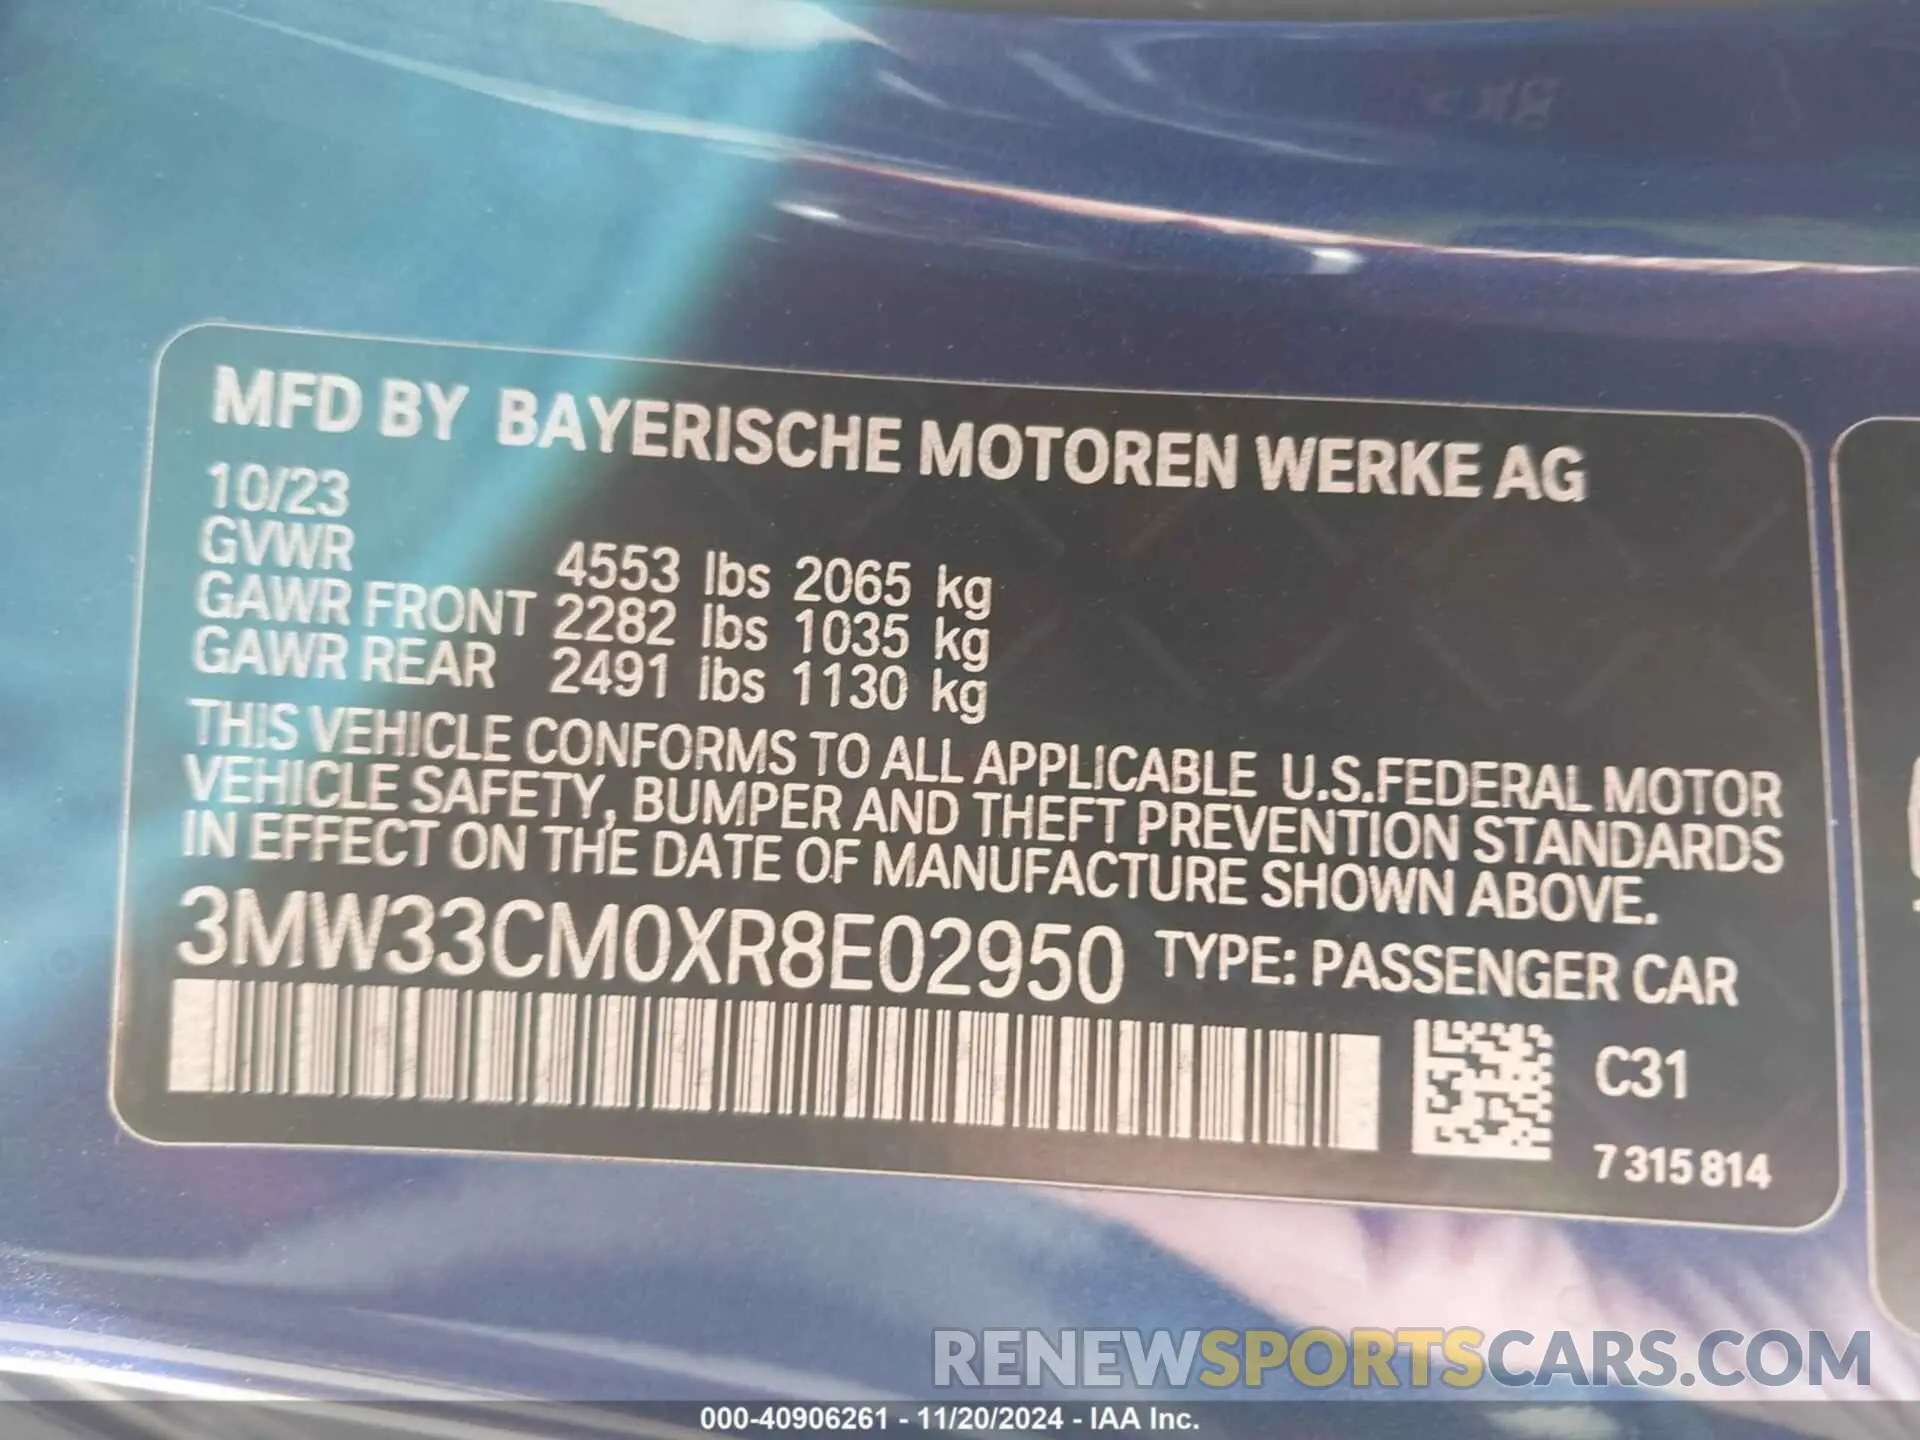 MFD BY BAYERISCHE MOTOREN WERKE AG
10/23
GVWR 4553 lbs 2065 kg
GAWR FRONT 2282 lbs 1035 kg
GAWR REAR 2491 lbs 1130 kg
THIS VEHICLE CONFORMS TO ALL APPLICABLE U.S.FEDERAL MOTOR
VEHICLE SAFETY, BUMPER AND THEFT PREVENTION STANDARDS
IN EFFECT ON THE DATE OF MANUFACTURE SHOWN ABOVE.
3MW33CM0XR8E02950 TYPE: PASSENGER CAR
C31
7 315 814
RENEWSPORTSCARS.COM
000-40906261 - 11/20/2024 - IAA Inc.